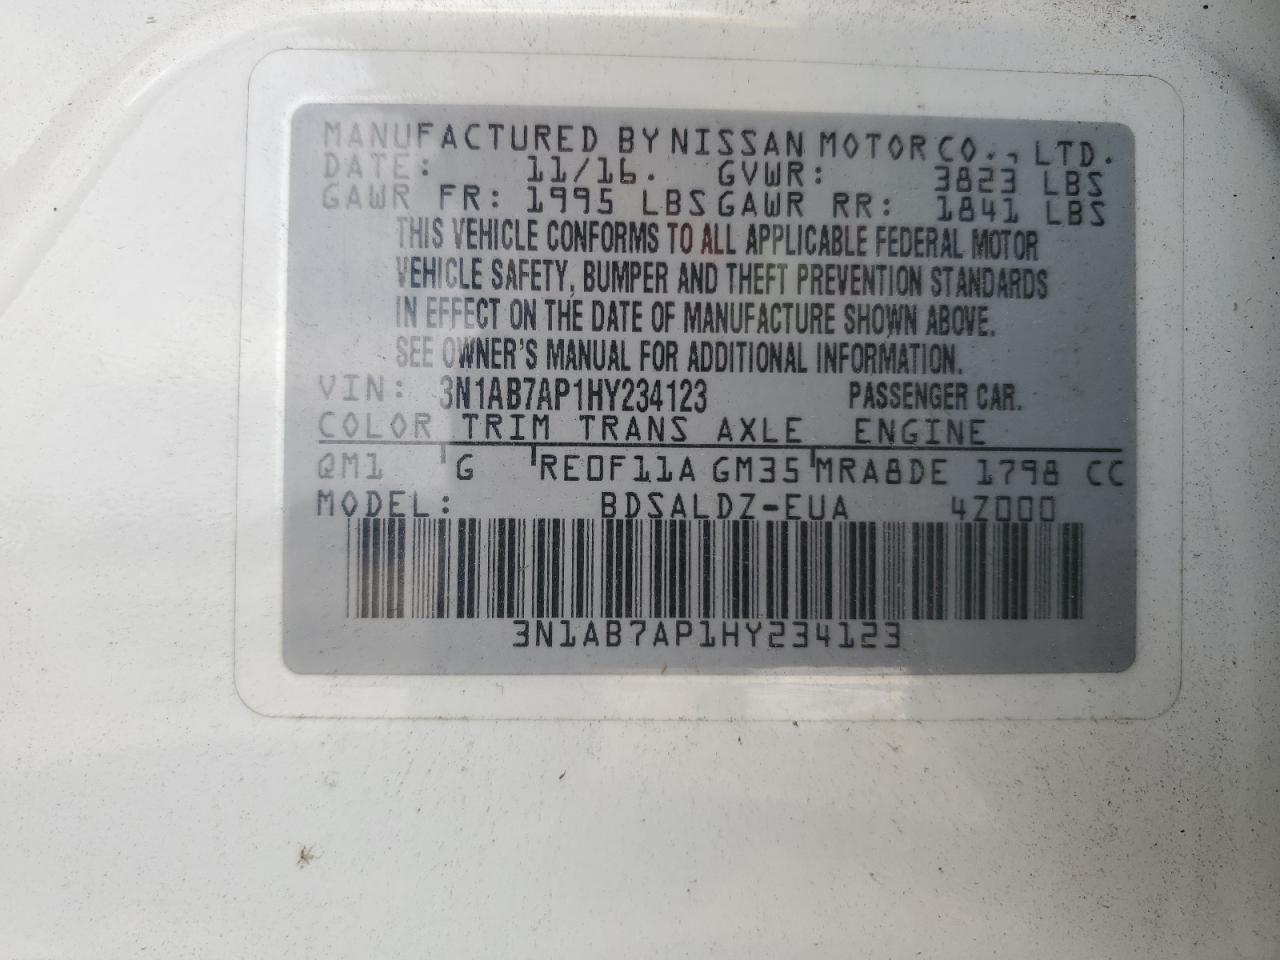 MANUFACTURED BY NISSAN MOTOR CO., LTD.
DATE: 11/16. GVWR: 3823 LBS
GAWR FR: 1995 LBS GAWR RR: 1841 LBS
THIS VEHICLE CONFORMS TO ALL APPLICABLE FEDERAL MOTOR
VEHICLE SAFETY, BUMPER AND THEFT PREVENTION STANDARDS
IN EFFECT ON THE DATE OF MANUFACTURE SHOWN ABOVE.
SEE OWNER'S MANUAL FOR ADDITIONAL INFORMATION.
VIN: 3N1AB7AP1HY234123 PASSENGER CAR.
COLOR TRIM TRANS AXLE ENGINE
QM1 G RE0F11A GM35 MRA8DE 1798 CC
MODEL: BDSALDZ-EUA 4Z000
3N1AB7AP1HY234123